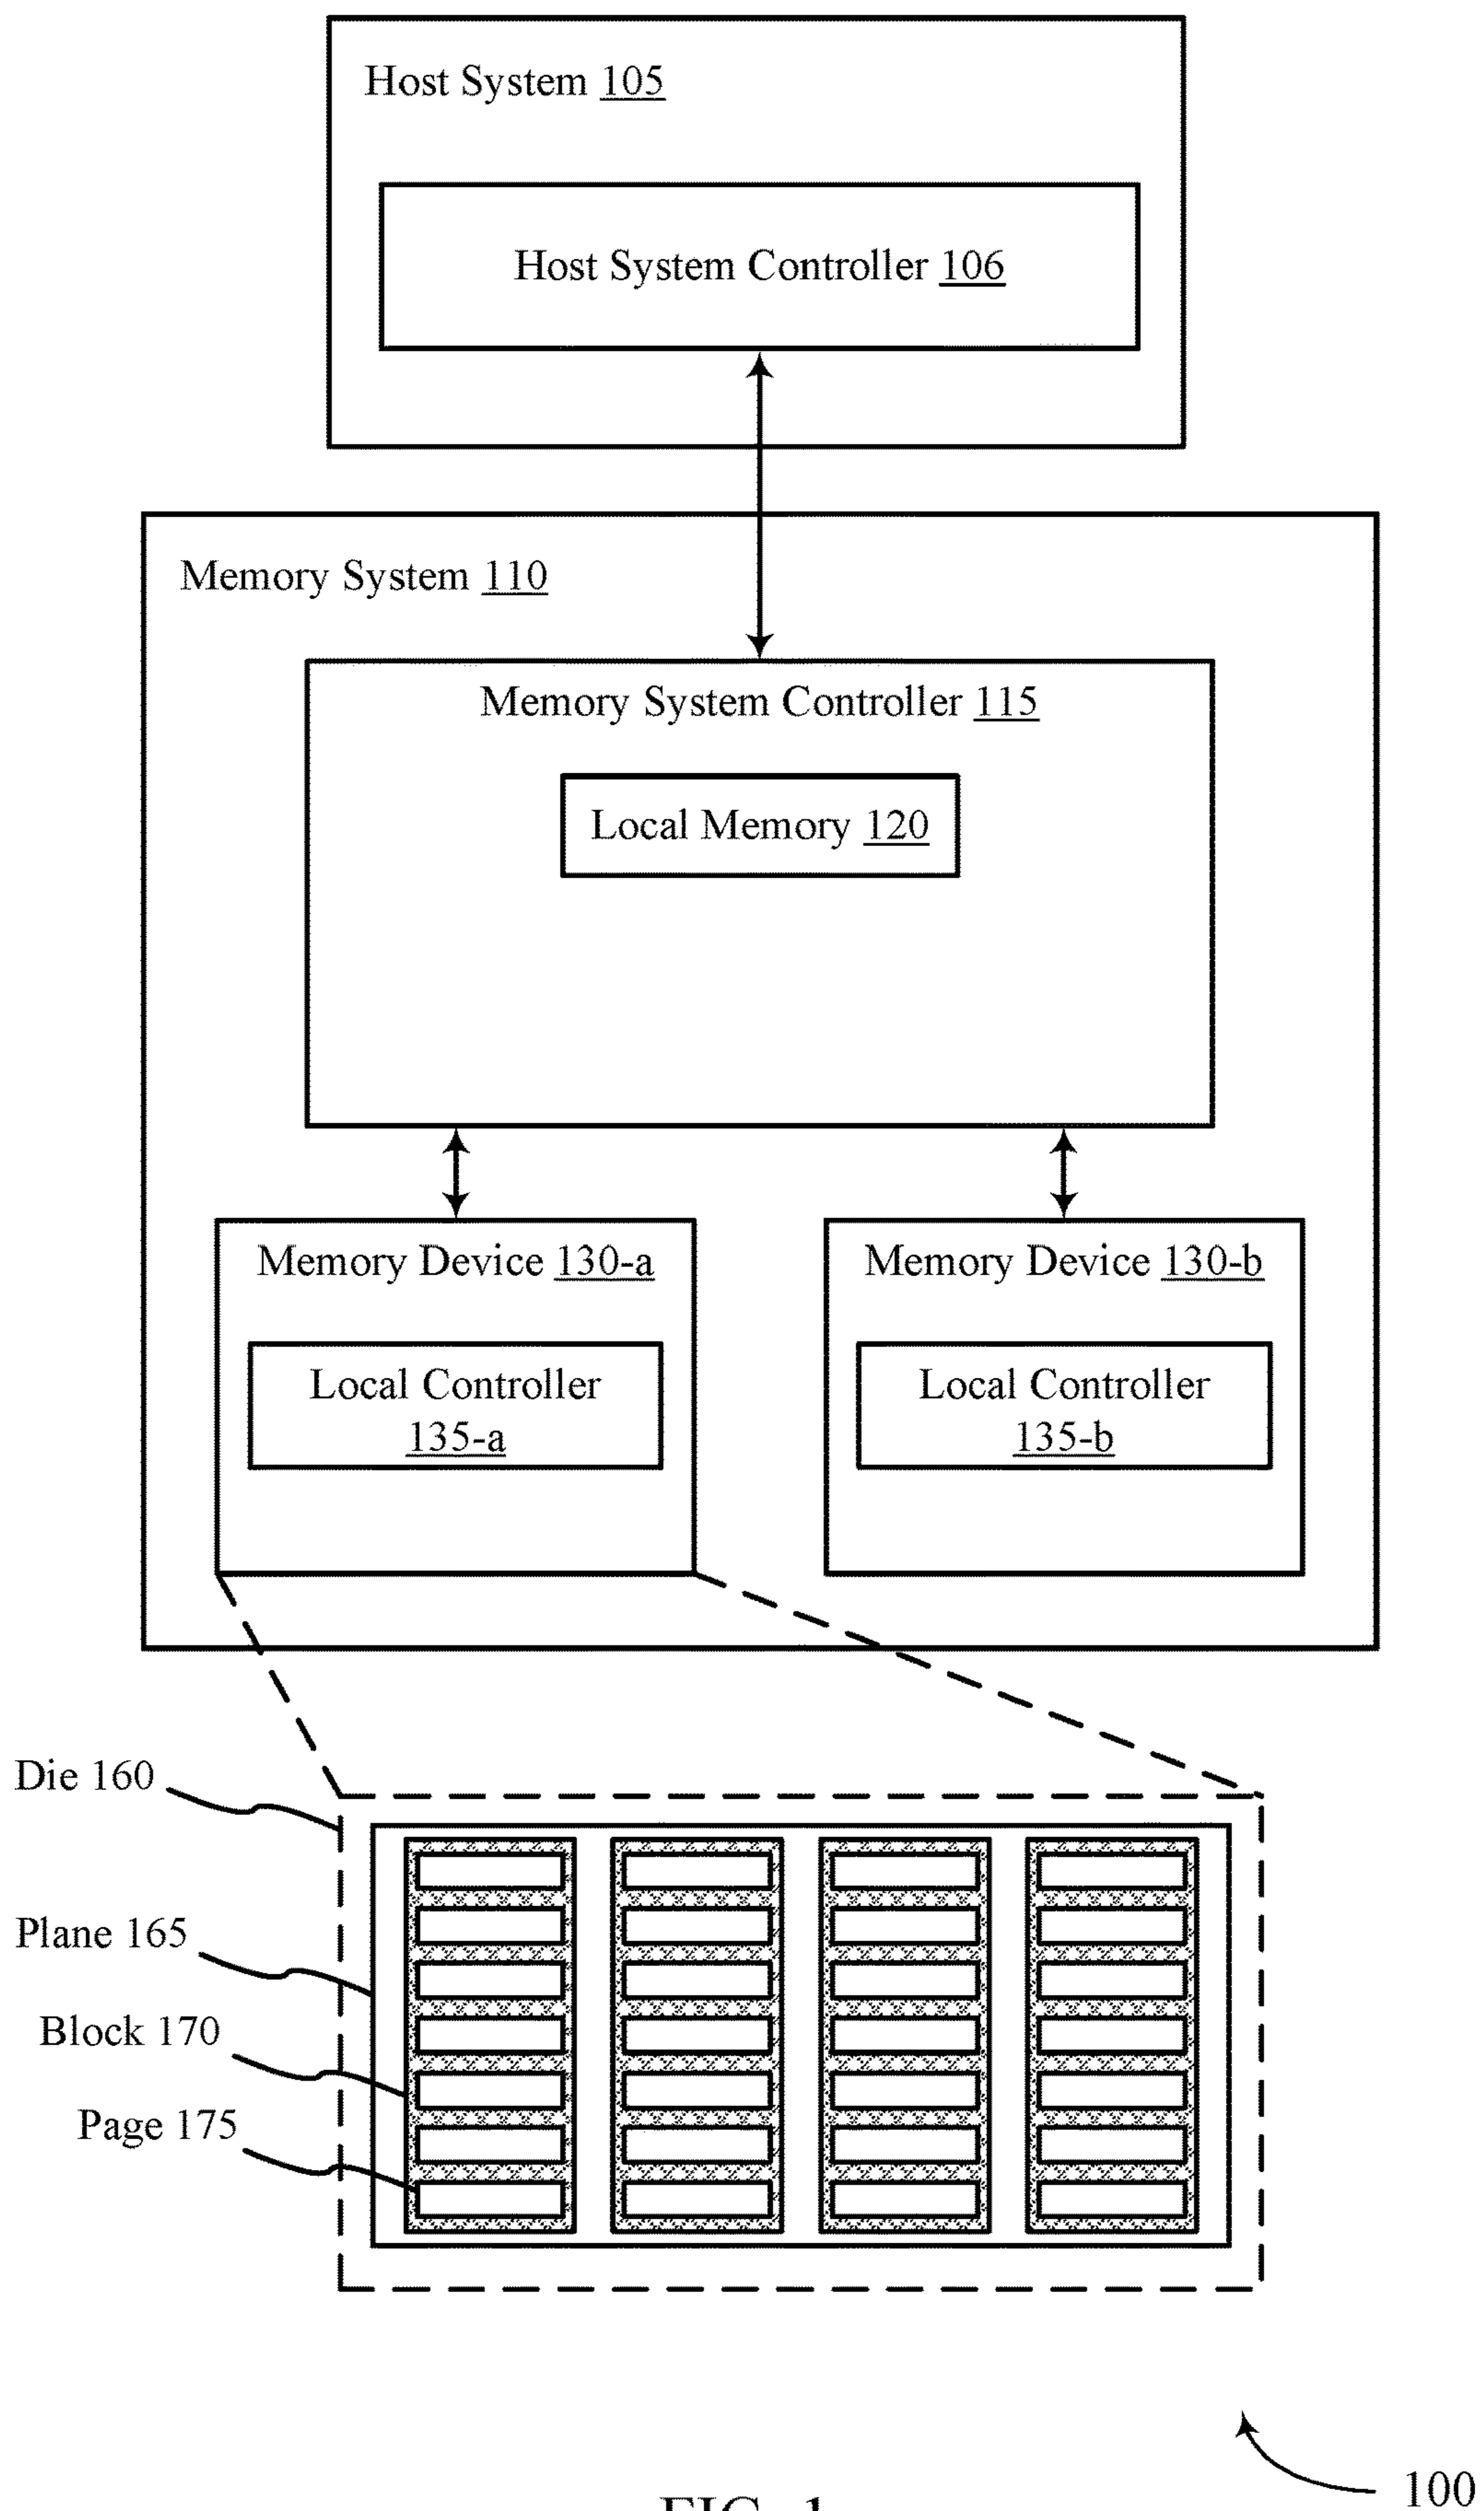 Host System 105
Host System Controller 106
Memory System 110
Memory System Controller 115
Local Memory 120
Memory Device 130-a
Local Controller
135-a
Memory Device 130-b
Local Controller
135-b
Die 160
Plane 165
Block 170
Page 175
100
FIG. 1